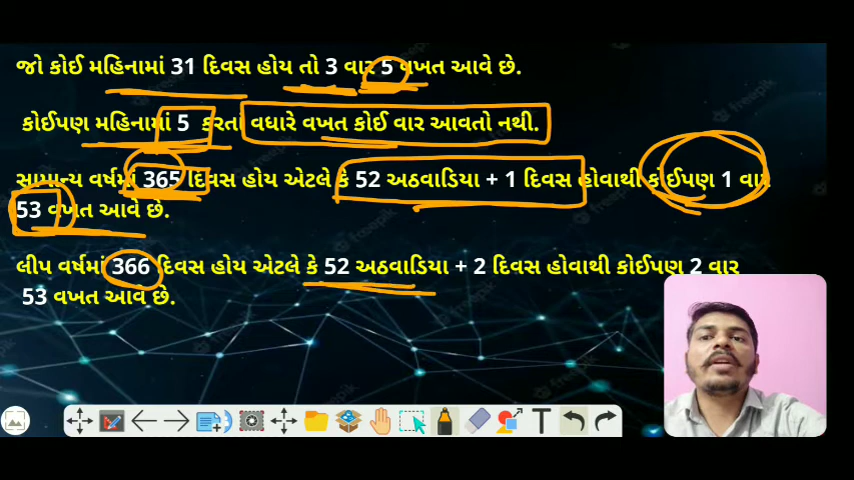 જો કોઈ મહિનામાં 31 દિવસ હોય તો 3 વાર 5 વખત આવે છે.
કોઈપણ મહિનામાં 5 કરતા વધારે વખત કોઈ વાર આવતો નથી.
સામાન્ય વર્ષમાં 365 દિવસ હોય એટલે કે 52 અઠવાડિયા + 1 દિવસ હોવાથી કોઈપણ 1 વાર
53 વખત આવે છે.
લીપ વર્ષમાં 366 દિવસ હોય એટલે કે 52 અઠવાડિયા + 2 દિવસ હોવાથી કોઈપણ 2 વાર
53 વખત આવે છે.